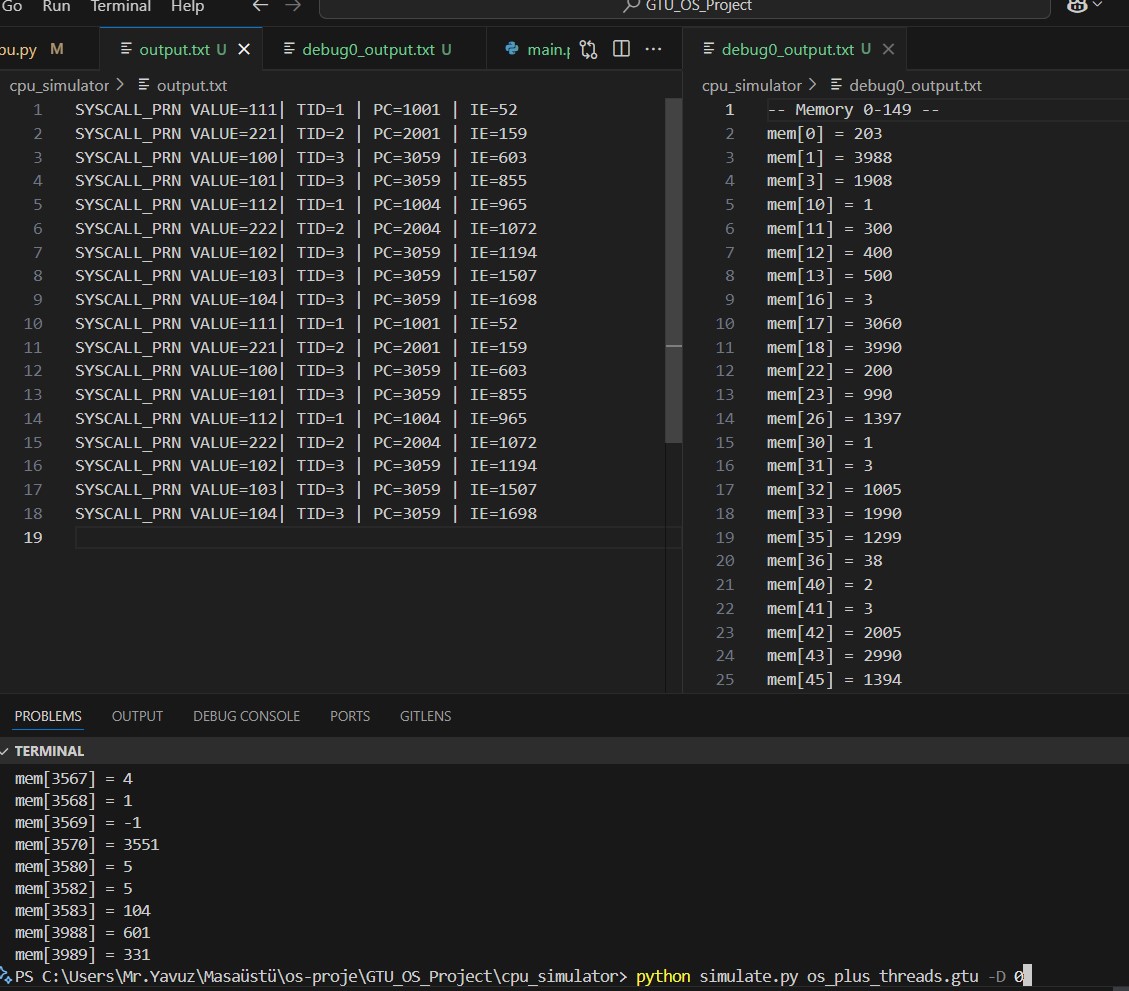 Go Run Terminal Help ← → GTU_OS_Project
pu.py M output.txt U debug0_output.txt U main.p ... debug0_output.txt U
cpu_simulator > output.txt
1 SYSCALL_PRN VALUE=111| TID=1 | PC=1001 | IE=52
2 SYSCALL_PRN VALUE=221| TID=2 | PC=2001 | IE=159
3 SYSCALL_PRN VALUE=100| TID=3 | PC=3059 | IE=603
4 SYSCALL_PRN VALUE=101| TID=3 | PC=3059 | IE=855
5 SYSCALL_PRN VALUE=112| TID=1 | PC=1004 | IE=965
6 SYSCALL_PRN VALUE=222| TID=2 | PC=2004 | IE=1072
7 SYSCALL_PRN VALUE=102| TID=3 | PC=3059 | IE=1194
8 SYSCALL_PRN VALUE=103| TID=3 | PC=3059 | IE=1507
9 SYSCALL_PRN VALUE=104| TID=3 | PC=3059 | IE=1698
10 SYSCALL_PRN VALUE=111| TID=1 | PC=1001 | IE=52
11 SYSCALL_PRN VALUE=221| TID=2 | PC=2001 | IE=159
12 SYSCALL_PRN VALUE=100| TID=3 | PC=3059 | IE=603
13 SYSCALL_PRN VALUE=101| TID=3 | PC=3059 | IE=855
14 SYSCALL_PRN VALUE=112| TID=1 | PC=1004 | IE=965
15 SYSCALL_PRN VALUE=222| TID=2 | PC=2004 | IE=1072
16 SYSCALL_PRN VALUE=102| TID=3 | PC=3059 | IE=1194
17 SYSCALL_PRN VALUE=103| TID=3 | PC=3059 | IE=1507
18 SYSCALL_PRN VALUE=104| TID=3 | PC=3059 | IE=1698
19
cpu_simulator > debug0_output.txt
1 -- Memory 0-149 --
2 mem[0] = 203
3 mem[1] = 3988
4 mem[3] = 1908
5 mem[10] = 1
6 mem[11] = 300
7 mem[12] = 400
8 mem[13] = 500
9 mem[16] = 3
10 mem[17] = 3060
11 mem[18] = 3990
12 mem[22] = 200
13 mem[23] = 990
14 mem[26] = 1397
15 mem[30] = 1
16 mem[31] = 3
17 mem[32] = 1005
18 mem[33] = 1990
19 mem[35] = 1299
20 mem[36] = 38
21 mem[40] = 2
22 mem[41] = 3
23 mem[42] = 2005
24 mem[43] = 2990
25 mem[45] = 1394
PROBLEMS OUTPUT DEBUG CONSOLE PORTS GITLENS
TERMINAL
mem[3567] = 4
mem[3568] = 1
mem[3569] = -1
mem[3570] = 3551
mem[3580] = 5
mem[3582] = 5
mem[3583] = 104
mem[3988] = 601
mem[3989] = 331
PS C:\Users\Mr.Yavuz\Masaüstü\os-proje\GTU_OS_Project\cpu_simulator> python simulate.py os_plus_threads.gtu -D 0